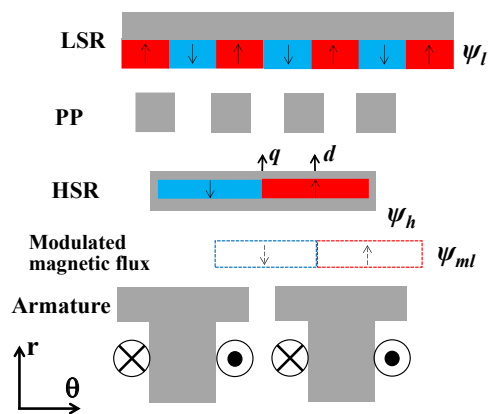 LSR
ψl
PP
q d
HSR
ψh
Modulated
magnetic flux
ψml
Armature
r
θ